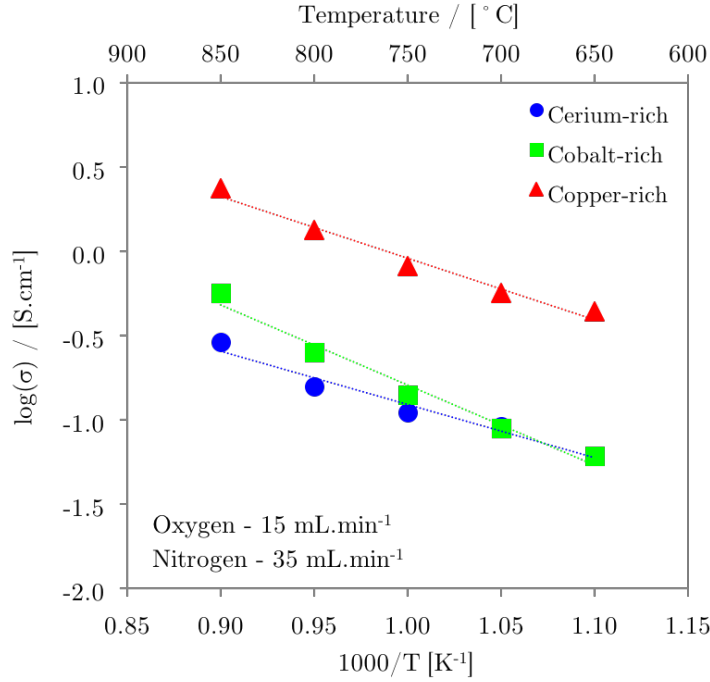 Temperature / [°C]
900 850 800 750 700 650 600
1.0
0.5
0.0
-0.5
-1.0
-1.5
-2.0
log(σ) / [S.cm⁻¹]
Cerium-rich
Cobalt-rich
Copper-rich
Oxygen - 15 mL.min⁻¹
Nitrogen - 35 mL.min⁻¹
0.85 0.90 0.95 1.00 1.05 1.10 1.15
1000/T [K⁻¹]